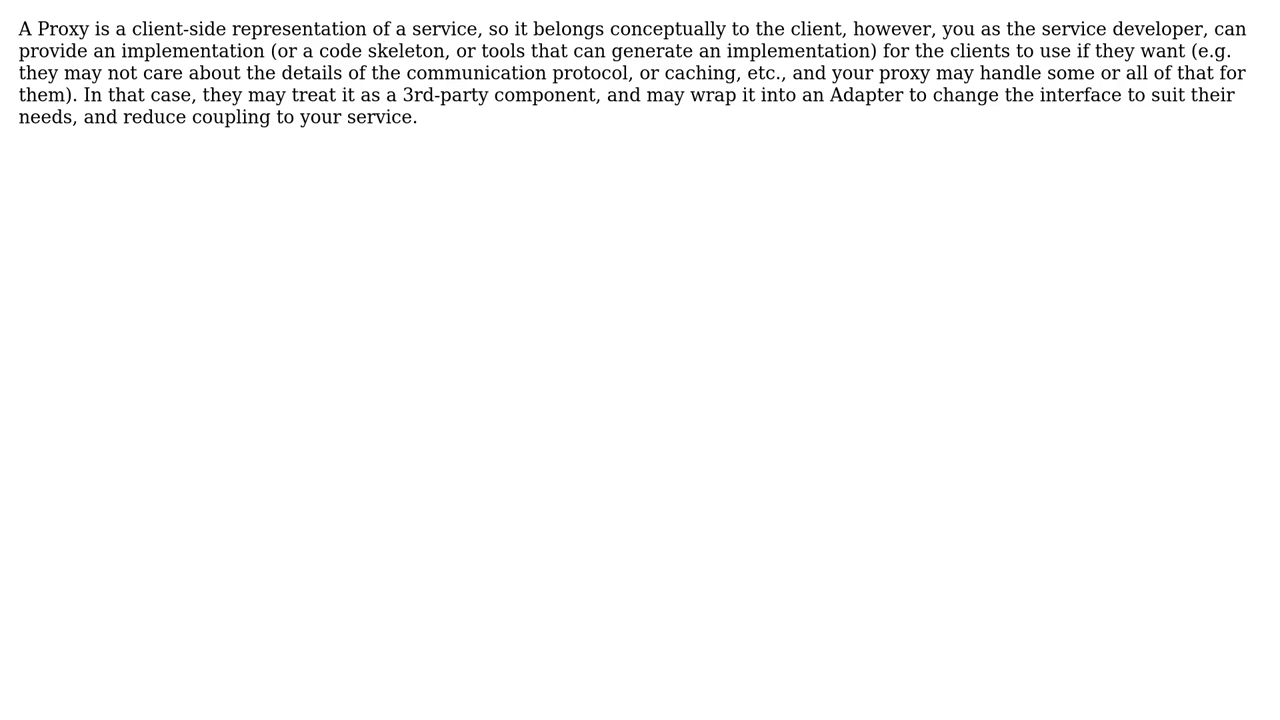 A Proxy is a client-side representation of a service, so it belongs conceptually to the client, however, you as the service developer, can
provide an implementation (or a code skeleton, or tools that can generate an implementation) for the clients to use if they want (e.g.
they may not care about the details of the communication protocol, or caching, etc., and your proxy may handle some or all of that for
them). In that case, they may treat it as a 3rd-party component, and may wrap it into an Adapter to change the interface to suit their
needs, and reduce coupling to your service.